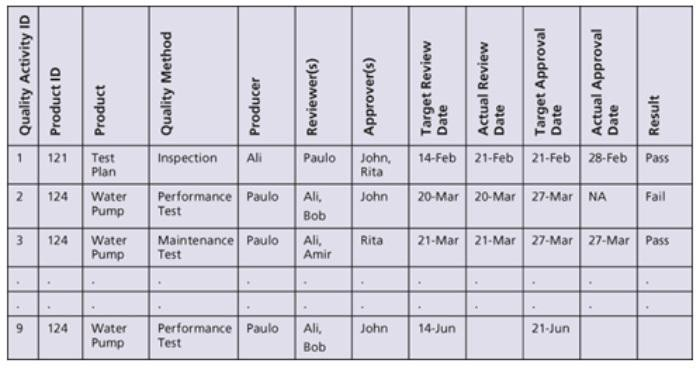 Quality Activity ID Product ID Product Quality Method Producer Reviewer(s) Approver(s) Target Review Date Actual Review Date Target Approval Date Actual Approval Date Result
1 121 Test Plan Inspection Ali Paulo John, Rita 14-Feb 21-Feb 21-Feb 28-Feb Pass
2 124 Water Pump Performance Test Paulo Ali, Bob John 20-Mar 20-Mar 27-Mar NA Fail
3 124 Water Pump Maintenance Test Paulo Ali, Amir Rita 21-Mar 21-Mar 27-Mar 27-Mar Pass
. . . . . . . . . . . .
. . . . . . . . . . . .
9 124 Water Pump Performance Test Paulo Ali, Bob John 14-Jun 21-Jun